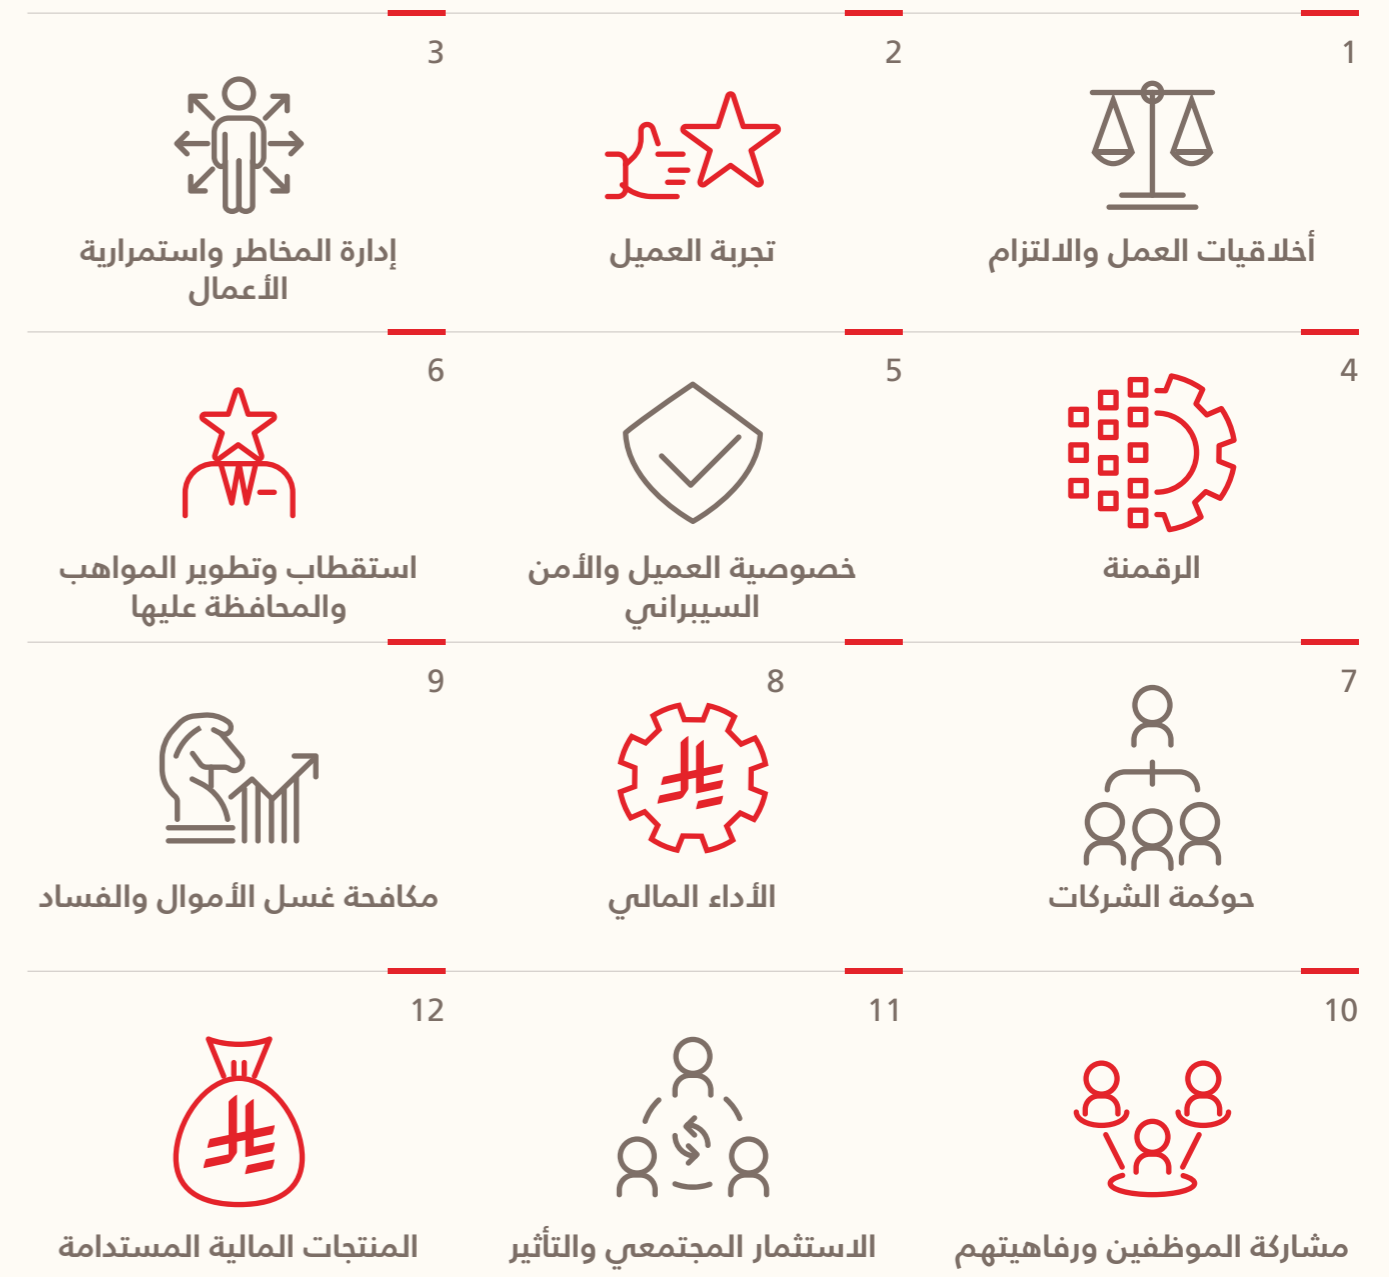 1
أخلاقيات العمل والالتزام
2
تجربة العميل
3
إدارة المخاطر واستمرارية
الأعمال
4
الرقمنة
5
خصوصية العميل والأمن
السيبراني
6
استقطاب وتطوير المواهب
والمحافظة عليها
7
حوكمة الشركات
8
الأداء المالي
9
مكافحة غسل الأموال والفساد
10
مشاركة الموظفين ورفاهيتهم
11
الاستثمار المجتمعي والتأثير
12
المنتجات المالية المستدامة